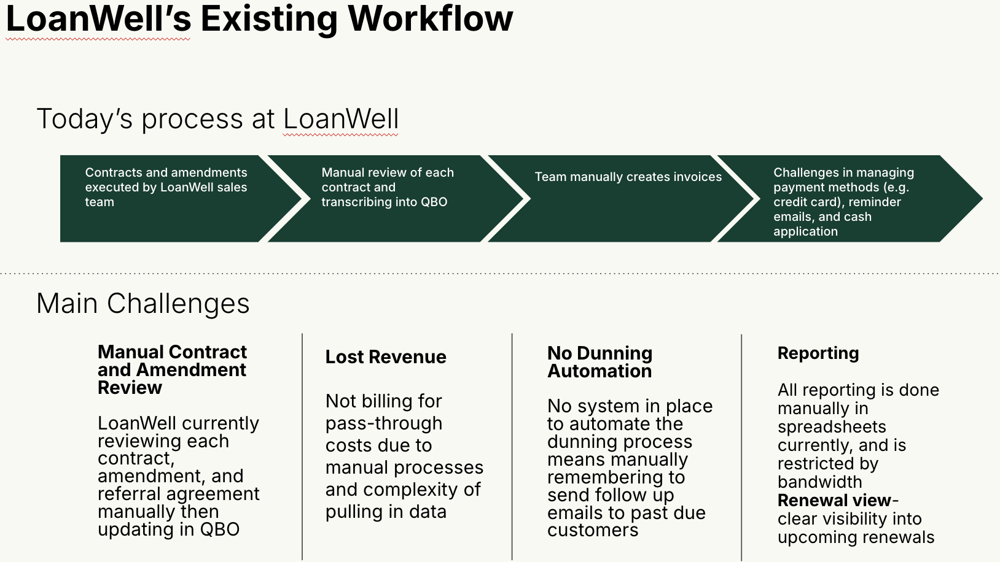 LoanWell’s Existing Workflow
Today’s process at LoanWell
Contracts and amendments
executed by LoanWell sales
team
Manual review of each
contract and
transcribing into QBO
Team manually creates invoices
Challenges in managing
payment methods (e.g.
credit card), reminder
emails, and cash
application
Main Challenges
Manual Contract
and Amendment
Review
LoanWell currently
reviewing each
contract,
amendment, and
referral agreement
manually then
updating in QBO
Lost Revenue
Not billing for
pass-through
costs due to
manual processes
and complexity of
pulling in data
No Dunning
Automation
No system in place
to automate the
dunning process
means manually
remembering to
send follow up
emails to past due
customers
Reporting
All reporting is done
manually in
spreadsheets
currently, and is
restricted by
bandwidth
Renewal view-
clear visibility into
upcoming renewals